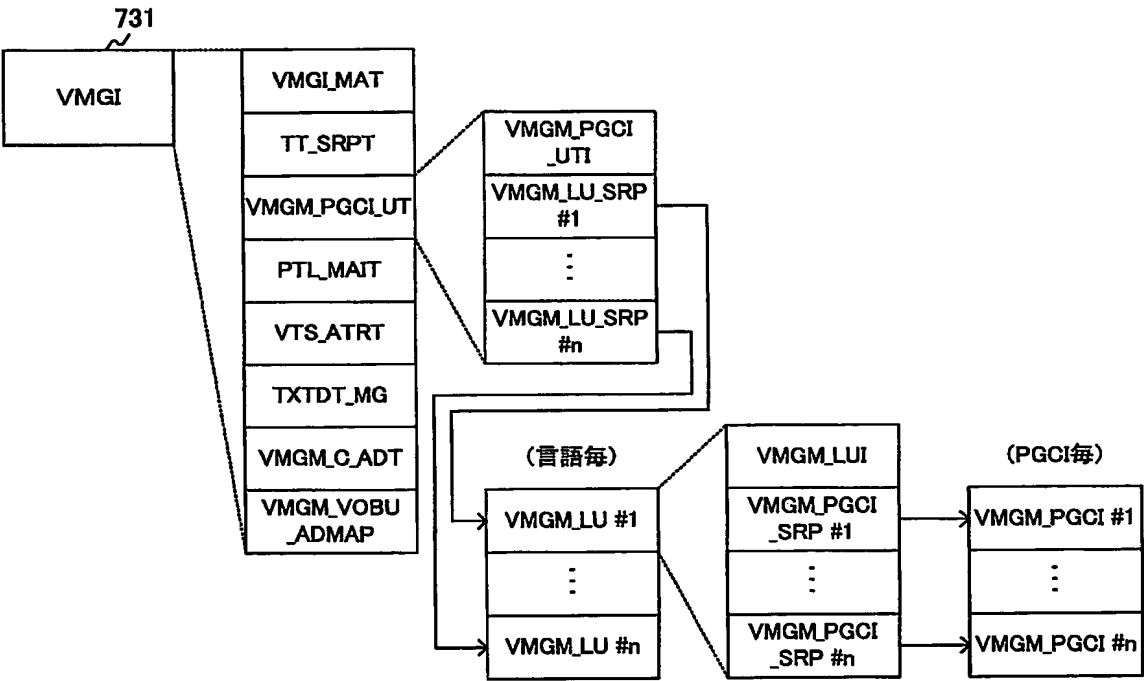 731
VMGI
VMGI_MAT
TT_SRPT
VMGM_PGCI_UT
PTL_MAIT
VTS_ATRT
TXTDT_MG
VMGM_C_ADT
VMGM_VOBU
_ADMAP
VMGM_PGCI
_UTI
VMGM_LU_SRP
#1
⋮
VMGM_LU_SRP
#n
(言語毎)
VMGM_LU #1
⋮
VMGM_LU #n
VMGM_LUI
VMGM_PGCI
_SRP #1
⋮
VMGM_PGCI
_SRP #n
(PGCI毎)
VMGM_PGCI #1
⋮
VMGM_PGCI #n